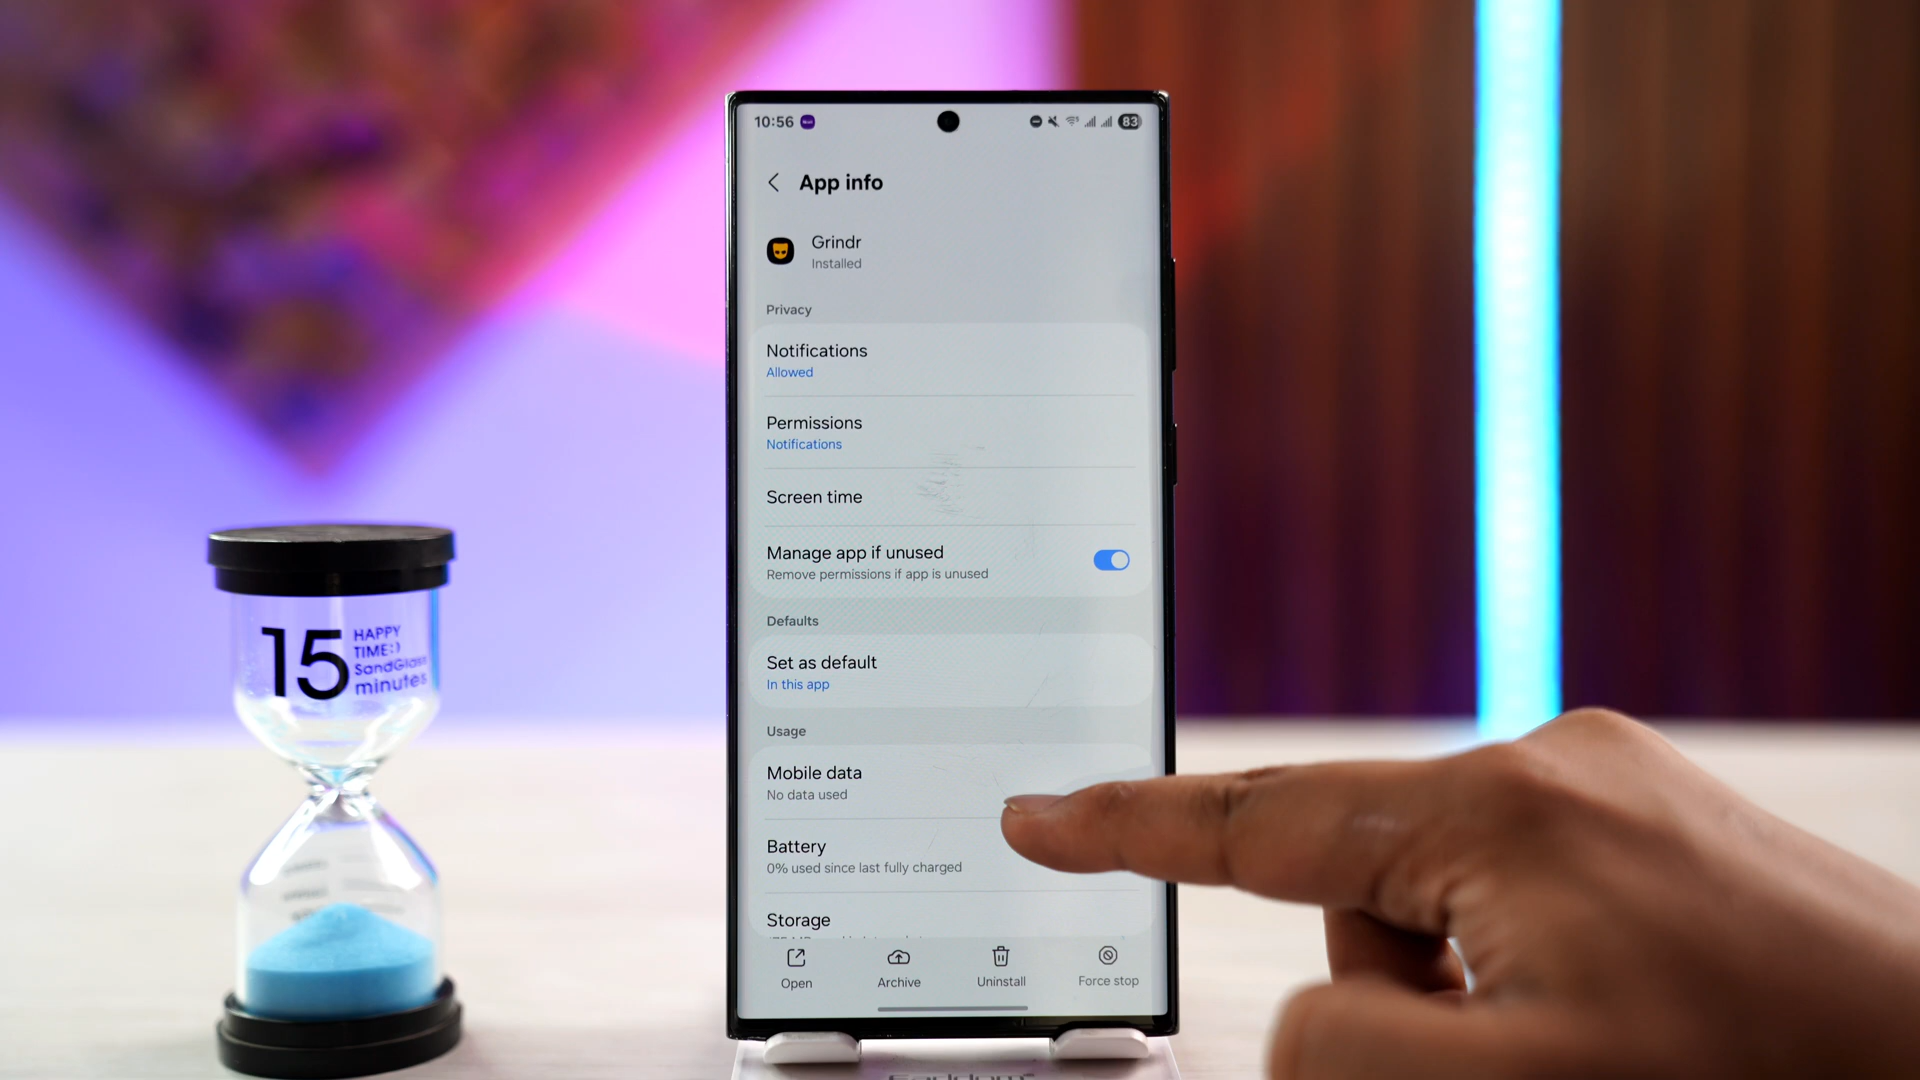 10:56
83
App info
Grindr
Installed
Privacy
Notifications
Allowed
Permissions
Notifications
Screen time
Manage app if unused
Remove permissions if app is unused
Defaults
Set as default
In this app
Usage
Mobile data
No data used
Battery
0% used since last fully charged
Storage
Open
Archive
Uninstall
Force stop
15
HAPPY
TIME:)
SandGlass
minutes